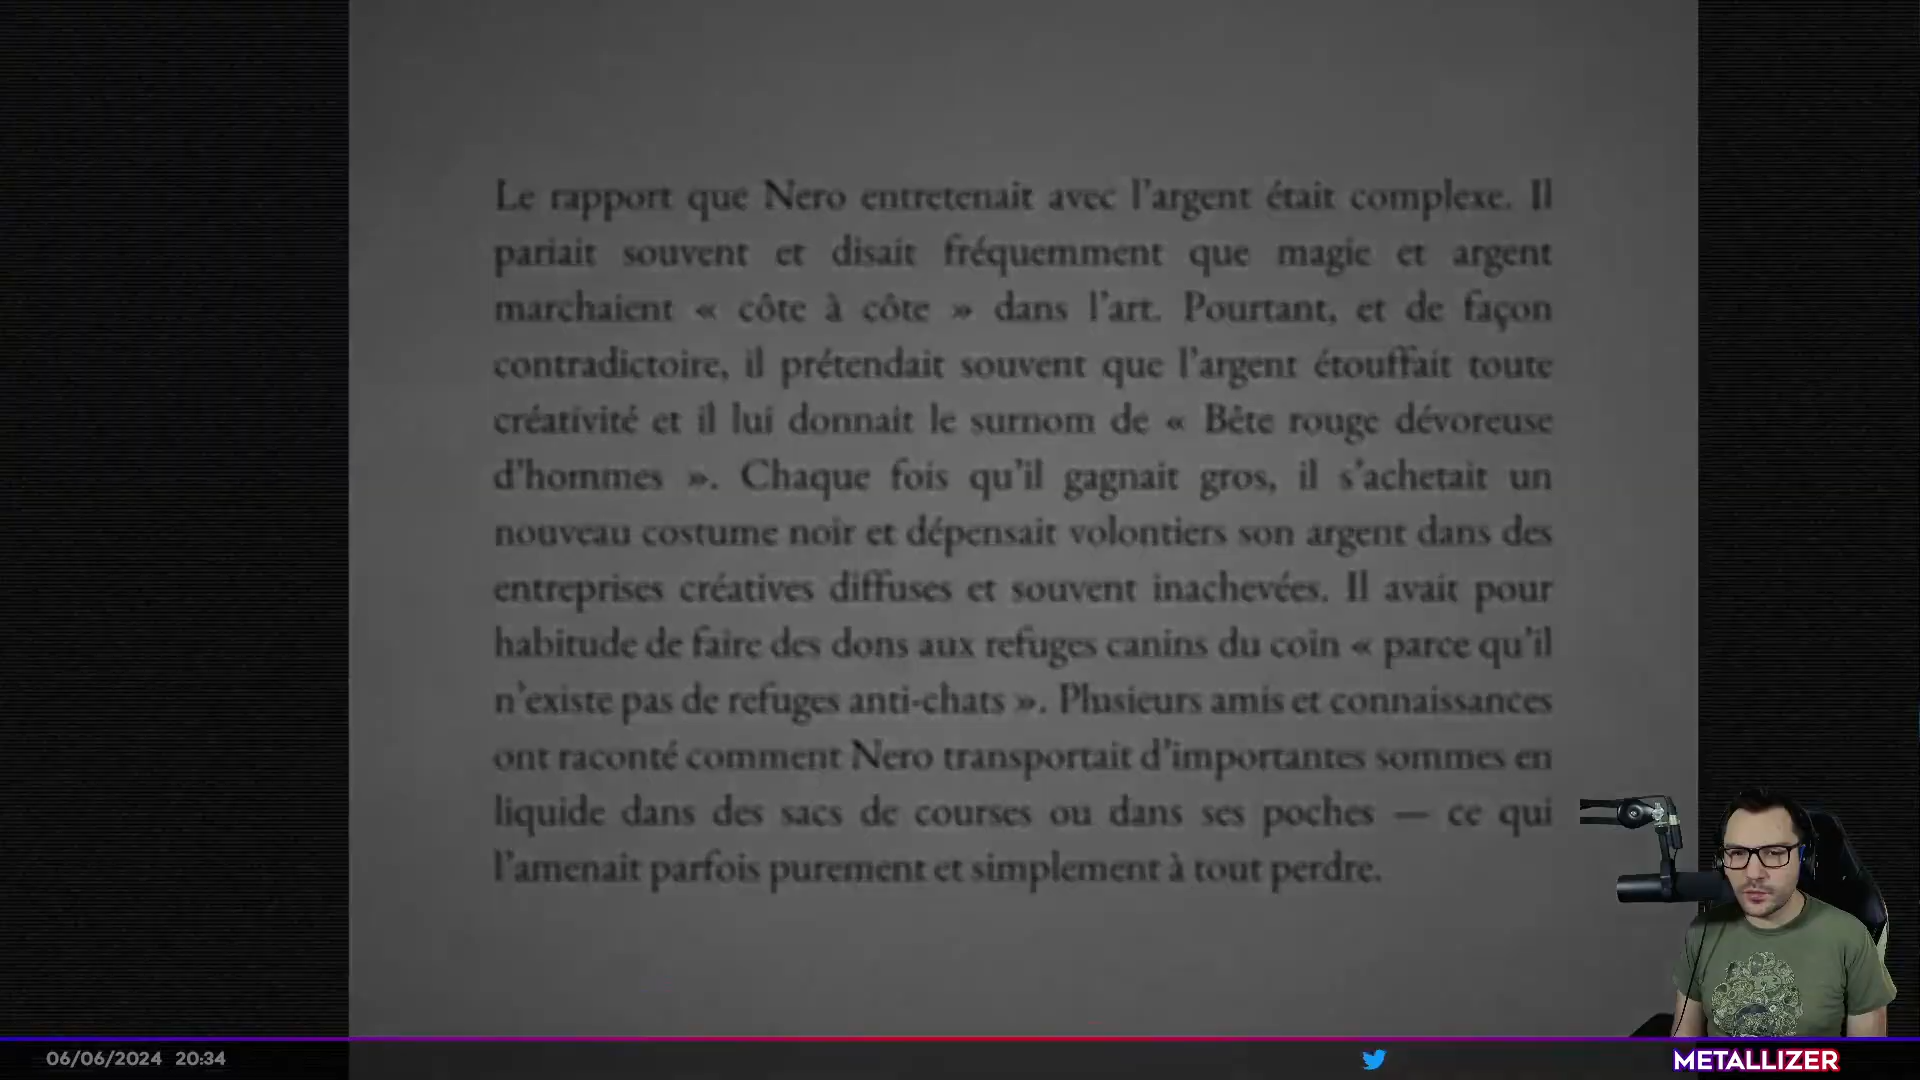 Le rapport que Nero entretenait avec l'argent était complexe. Il
pariait souvent et disait fréquemment que magie et argent
marchaient « côte à côte » dans l'art. Pourtant, et de façon
contradictoire, il prétendait souvent que l'argent étouffait toute
créativité et il lui donnait le surnom de « Bête rouge dévoreuse
d'hommes ». Chaque fois qu'il gagnait gros, il s'achetait un
nouveau costume noir et dépensait volontiers son argent dans des
entreprises créatives diffuses et souvent inachevées. Il avait pour
habitude de faire des dons aux refuges canins du coin « parce qu'il
n'existe pas de refuges anti-chats ». Plusieurs amis et connaissances
ont raconté comment Nero transportait d'importantes sommes en
liquide dans des sacs de courses ou dans ses poches — ce qui
l'amenait parfois purement et simplement à tout perdre.
06/06/2024 20:34
METALLIZER